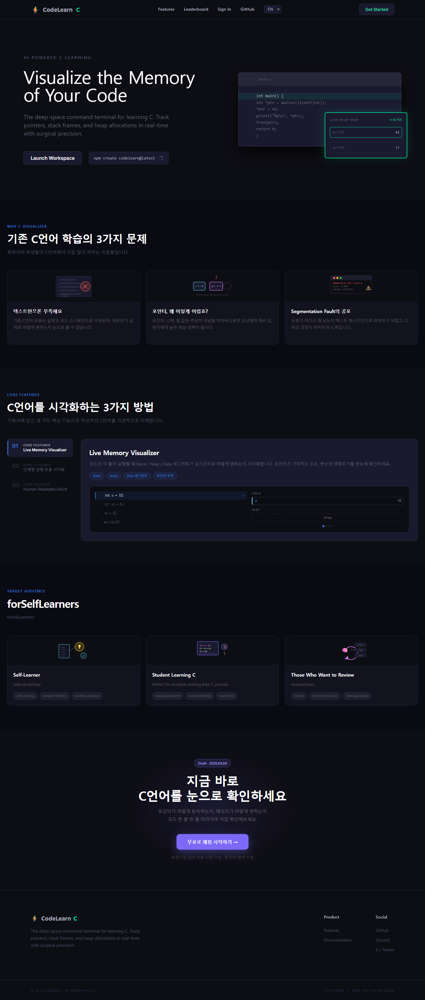 CodeLearn C
Features
Leaderboard
Sign In
GitHub
EN
Get Started
AI-POWERED C LEARNING
Visualize the Memory
of Your Code
The deep-space command terminal for learning C. Track
pointers, stack frames, and heap allocations in real-time
with surgical precision.
Launch Workspace
npm create codelearn@latest
main.c
int main() {
int *ptr = malloc(sizeof(int));
*ptr = 42;
printf("%d\n", *ptr);
free(ptr);
return 0;
}
LIVE HEAP MAP
ACTIVE
0x7ff1
42
0x7ff8
??
WHY C-VISUALIZER
기존 C언어 학습의 3가지 문제
독학자와 학생들이 C언어에서 가장 많이 막히는 지점들입니다.
텍스트만으론 부족해요
기존 C언어 교육은 설명과 코드 스니펫만으로 구성되어, 메모리가 실
제로 어떻게 변하는지 눈으로 볼 수 없습니다.
?
x = 10
ptr = ?
Where does the pointer point?
포인터, 왜 이렇게 어렵죠?
포인터, 스택, 힙 같은 추상적 개념을 머릿속으로만 상상해야 해서 입
문자에게 높은 학습 장벽이 됩니다.
Segmentation fault (core d
Segmentation Fault의 공포
오류가 어디서 왜 났는지 텍스트 메시지만으로 파악하기 어렵고, 디
버깅 과정이 막막하게 느껴집니다.
CORE FEATURES
C언어를 시각화하는 3가지 방법
기획서에 담긴 세 가지 핵심 기능으로 추상적인 C언어를 직관적으로 이해합니다.
01
CORE FEATURES
Live Memory Visualizer
02
CORE FEATURES
단계별 실행 흐름 시각화
03
CORE FEATURES
Human-Readable UI/UX
Live Memory Visualizer
코드의 각 줄이 실행될 때 Stack / Heap / Data 세그먼트가 실시간으로 어떻게 변하는지 시각화합니다. 포인터가 가리키는 주소, 변수의 생명주기를 한눈에 확인하세요.
Stack
Heap
Data 세그먼트
포인터 추적
int x = 10;
2 int *p = &x;
3 *p = 42;
4 malloc(8)
STACK
x
10
HEAP
Empty
TARGET AUDIENCE
forSelfLearners
forAllLearners
Self-Learner
selfLearnerDesc
selfLearning
conquerPointers
buildFoundation
int x = 10;
int *p = &x;
*p = 42;
!
Student Learning C
Perfect for students starting their C journey.
classSupplement
homeworkHelp
examPrep
Stack
Heap
Data
Those Who Want to Review
reviewerDesc
review
memoryStructure
debuggingSkill
Draft · 2026.04.04
지금 바로
C언어를 눈으로 확인하세요
포인터가 어떻게 동작하는지, 메모리가 어떻게 변하는지
코드 한 줄 한 줄 따라가며 직접 확인해보세요.
무료로 체험 시작하기 →
회원가입 없이 바로 사용 가능 · 한국어/영어 지원
CodeLearn C
The deep-space command terminal for learning C. Track
pointers, stack frames, and heap allocations in real-time
with surgical precision.
Product
Features
Documentation
Social
GitHub
Discord
X / Twitter
© 2026 CodeLearn. All rights reserved.
v1.0.4-stable • Built with Emerald Signal